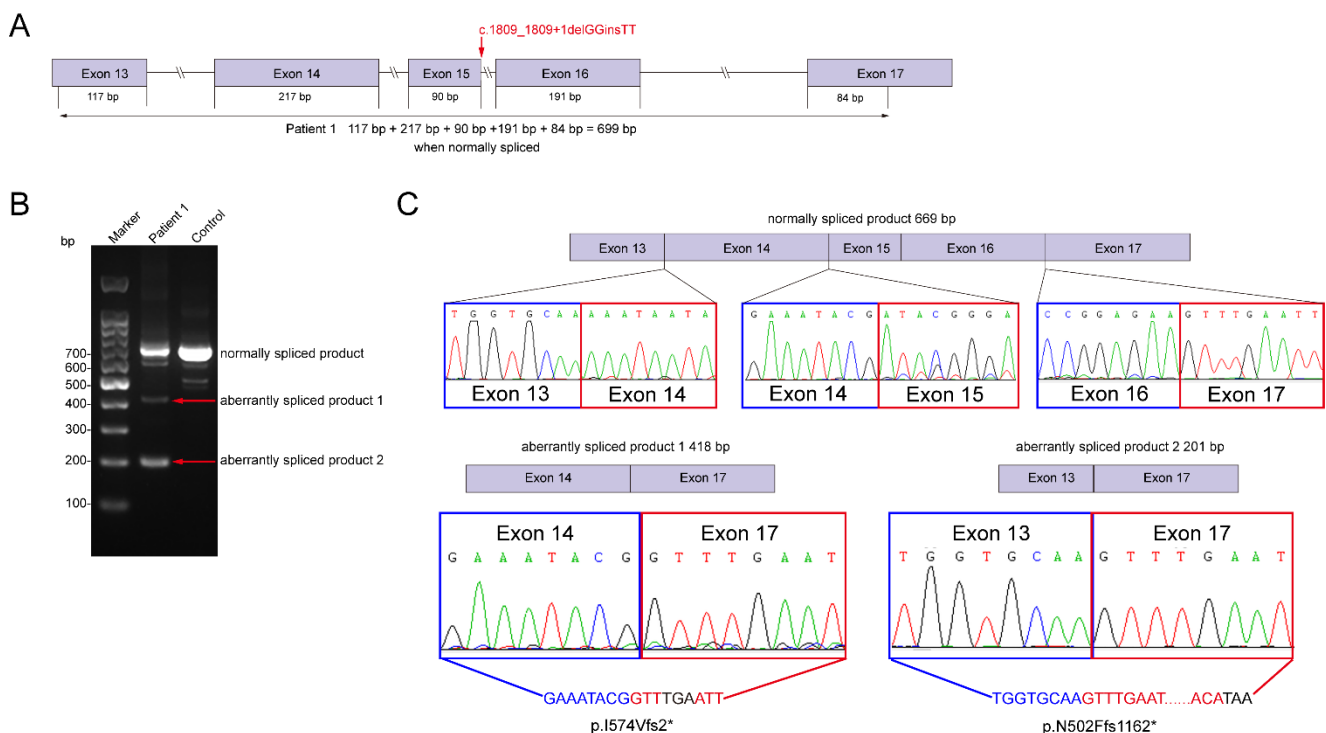 A
c.1809_1809+1delGGinsTT
Exon 13 Exon 14 Exon 15 Exon 16 Exon 17
117 bp 217 bp 90 bp 191 bp 84 bp
Patient 1 117 bp + 217 bp + 90 bp +191 bp + 84 bp = 699 bp
when normally spliced
B
bp Marker Patient 1 Control
700- normally spliced product
600-
500-
400- aberrantly spliced product 1
300-
200- aberrantly spliced product 2
100-
C
normally spliced product 669 bp
Exon 13 Exon 14 Exon 15 Exon 16 Exon 17
T G G T G C A A A A A T A A T A
Exon 13 Exon 14
G A A A T A C G A T A C G G G A
Exon 14 Exon 15
C C G G A G A A G T T T G A A T T
Exon 16 Exon 17
aberrantly spliced product 1 418 bp
Exon 14 Exon 17
Exon 14 Exon 17
G A A A T A C G G T T T G A A T
GAAATACGGTTTGAATT
p.I574Vfs2*
aberrantly spliced product 2 201 bp
Exon 13 Exon 17
Exon 13 Exon 17
T G G T G C A A G T T T G A A T
TGGTGCAAGTTTGAAT......ACATAA
p.N502Ffs1162*